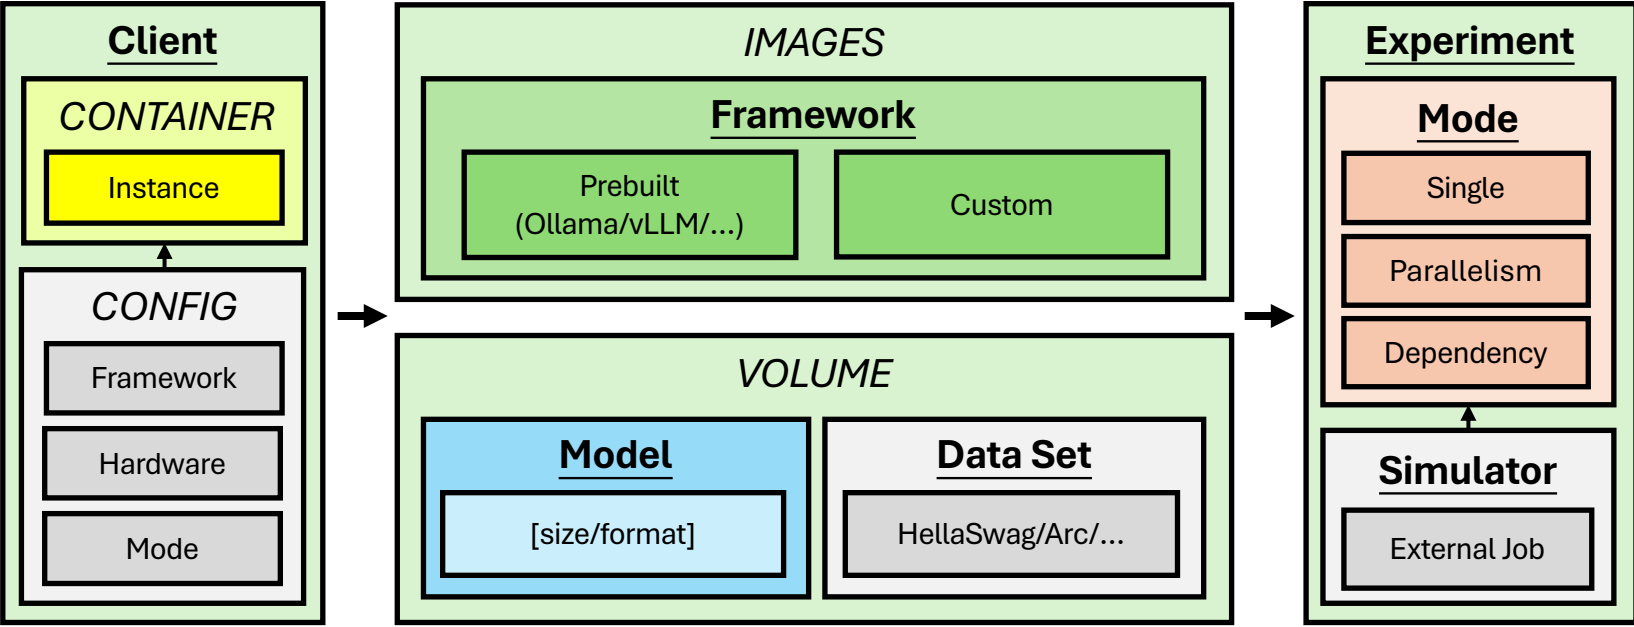 Client
CONTAINER
Instance
CONFIG
Framework
Hardware
Mode
IMAGES
Framework
Prebuilt
(Ollama/vLLM/...)
Custom
VOLUME
Model
[size/format]
Data Set
HellaSwag/Arc/...
Experiment
Mode
Single
Parallelism
Dependency
Simulator
External Job